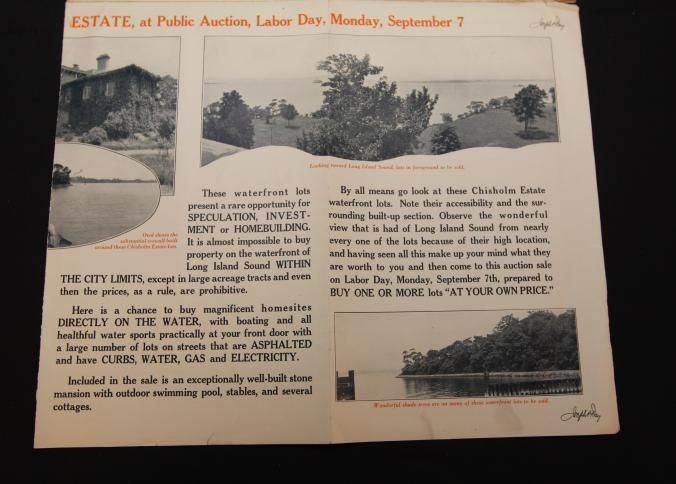 ESTATE, at Public Auction, Labor Day, Monday, September 7
Looking toward Long Island Sound, lots in foreground to be sold.
Oval shows the
substantial seawall built
around these Chisholm Estate lots.
These waterfront lots
present a rare opportunity for
SPECULATION, INVEST-
MENT or HOMEBUILDING.
It is almost impossible to buy
property on the waterfront of
Long Island Sound WITHIN
THE CITY LIMITS, except in large acreage tracts and even
then the prices, as a rule, are prohibitive.
Here is a chance to buy magnificent homesites
DIRECTLY ON THE WATER, with boating and all
healthful water sports practically at your front door with
a large number of lots on streets that are ASPHALTED
and have CURBS, WATER, GAS and ELECTRICITY.
Included in the sale is an exceptionally well-built stone
mansion with outdoor swimming pool, stables, and several
cottages.
By all means go look at these Chisholm Estate
waterfront lots. Note their accessibility and the sur-
rounding built-up section. Observe the wonderful
view that is had of Long Island Sound from nearly
every one of the lots because of their high location,
and having seen all this make up your mind what they
are worth to you and then come to this auction sale
on Labor Day, Monday, September 7th, prepared to
BUY ONE OR MORE lots "AT YOUR OWN PRICE."
Wonderful shade trees are on many of these waterfront lots to be sold.